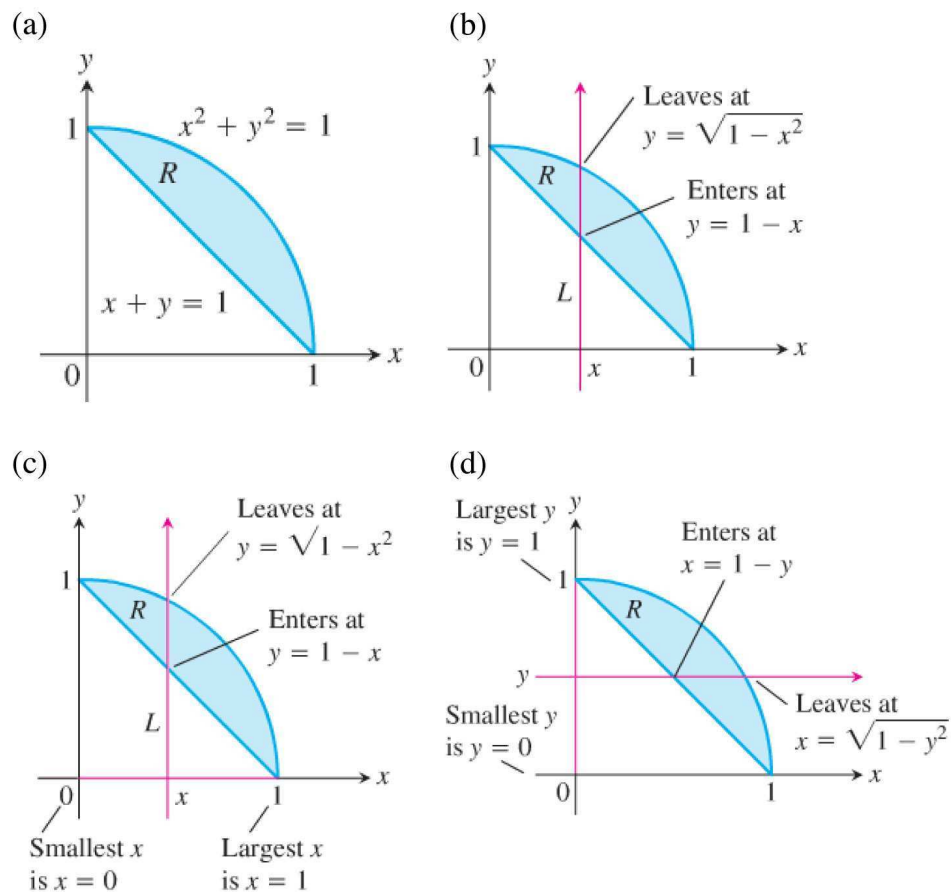 (a)
y
1
x² + y² = 1
R
x + y = 1
0
1
x
(b)
y
Leaves at
y = √1 − x²
1
R
Enters at
y = 1 − x
L
0
x
1
x
(c)
y
Leaves at
y = √1 − x²
1
R
Enters at
y = 1 − x
L
0
x
1
x
Smallest x
is x = 0
Largest x
is x = 1
(d)
y
Largest y
is y = 1
Enters at
x = 1 − y
1
R
y
Leaves at
x = √1 − y²
Smallest y
is y = 0
0
1
x